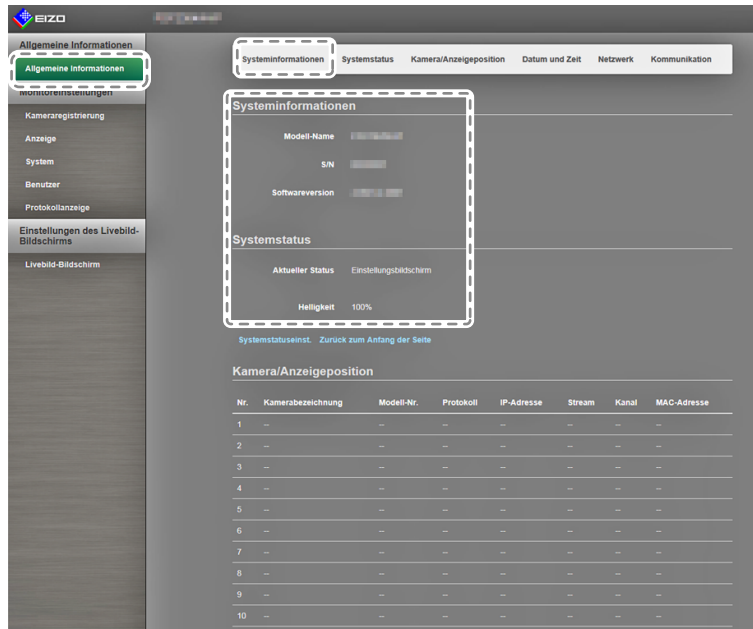 EIZO
Allgemeine Informationen
Allgemeine Informationen
Monitoreinstellungen
Kameraregistrierung
Anzeige
System
Benutzer
Protokollanzeige
Einstellungen des Livebild-
Bildschirms
Livebild-Bildschirm
Systeminformationen Systemstatus Kamera/Anzeigeposition Datum und Zeit Netzwerk Kommunikation
Systeminformationen
Modell-Name
S/N
Softwareversion
Systemstatus
Aktueller Status Einstellungsbildschirm
Helligkeit 100%
Systemstatuseinst. Zurück zum Anfang der Seite
Kamera/Anzeigeposition
Nr. Kamerabezeichnung Modell-Nr. Protokoll IP-Adresse Stream Kanal MAC-Adresse
1 -- -- -- -- -- -- --
2 -- -- -- -- -- -- --
3 -- -- -- -- -- -- --
4 -- -- -- -- -- -- --
5 -- -- -- -- -- -- --
6 -- -- -- -- -- -- --
7 -- -- -- -- -- -- --
8 -- -- -- -- -- -- --
9 -- -- -- -- -- -- --
10 -- -- -- -- -- -- --